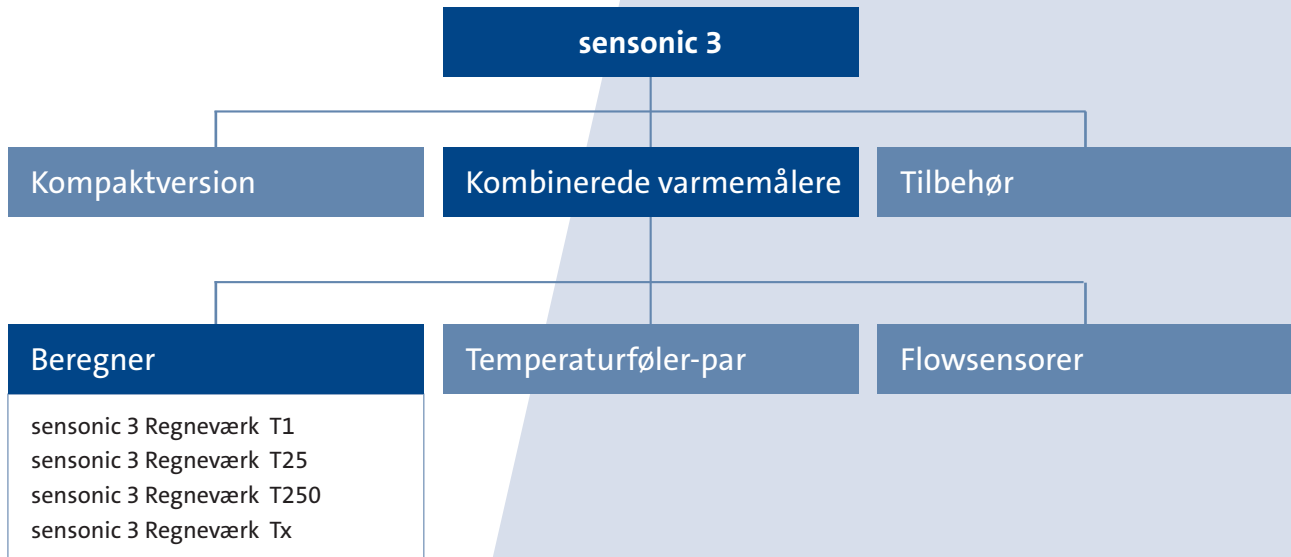 sensonic 3
Kompaktversion
Kombinerede varmemålere
Tilbehør
Beregner
Temperaturføler-par
Flowsensorer
sensonic 3 Regneværk T1
sensonic 3 Regneværk T25
sensonic 3 Regneværk T250
sensonic 3 Regneværk Tx